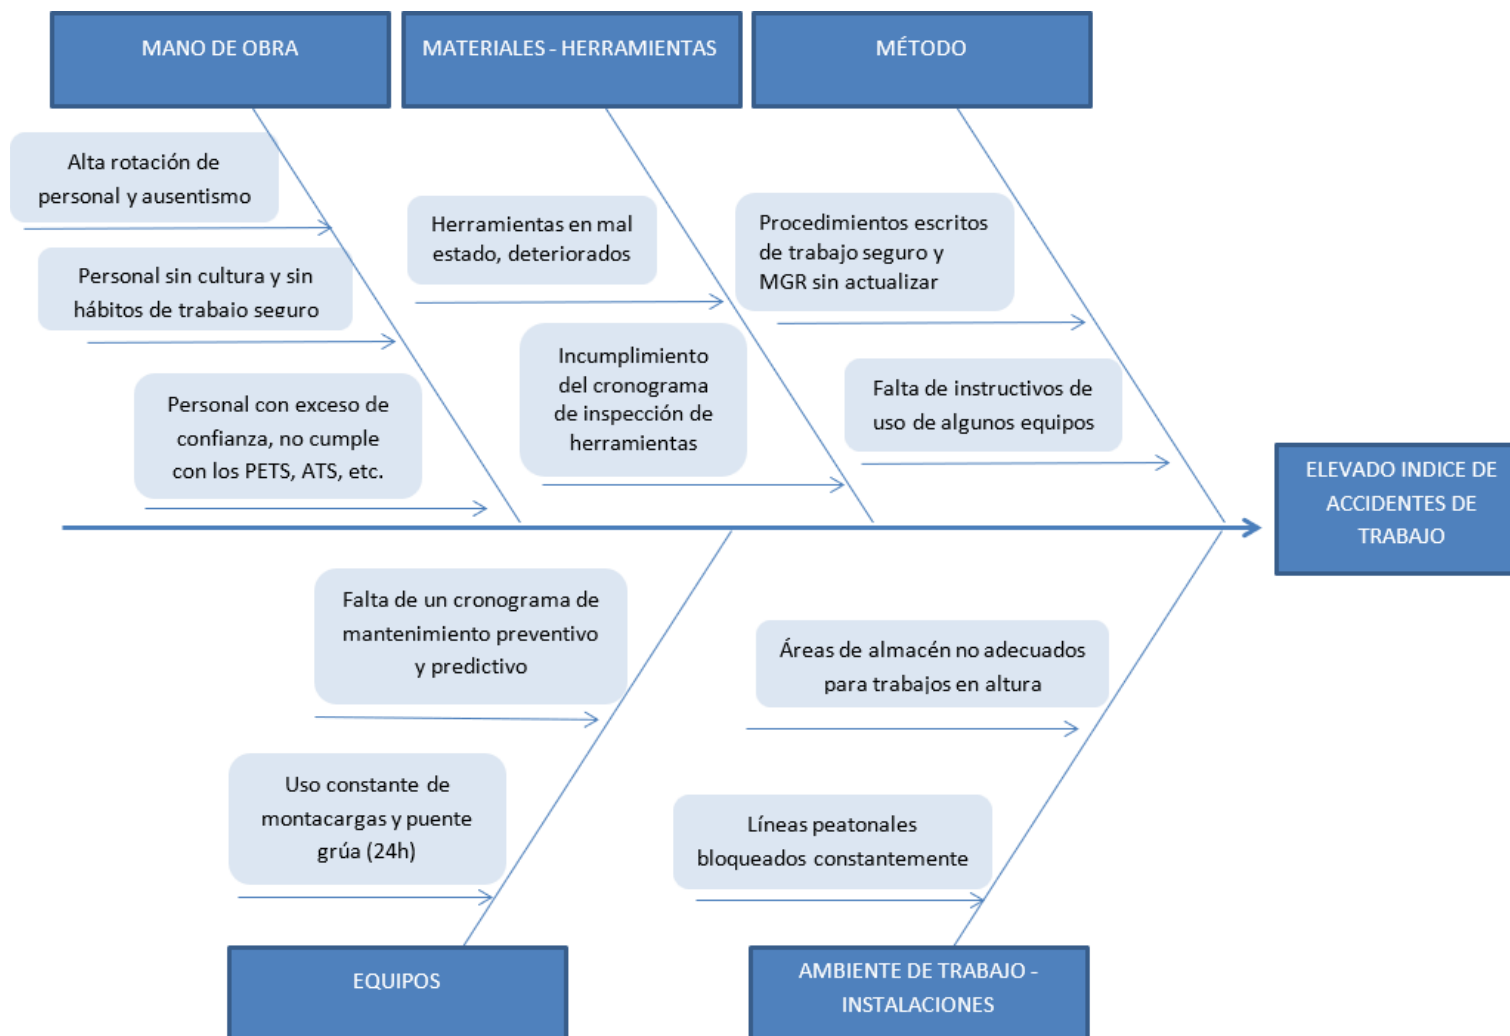 MANO DE OBRA
MATERIALES - HERRAMIENTAS
MÉTODO
Alta rotación de
personal y ausentismo
Personal sin cultura y sin
hábitos de trabajo seguro
Personal con exceso de
confianza, no cumple
con los PETS, ATS, etc.
Herramientas en mal
estado, deteriorados
Incumplimiento
del cronograma
de inspección de
herramientas
Procedimientos escritos
de trabajo seguro y
MGR sin actualizar
Falta de instructivos de
uso de algunos equipos
ELEVADO INDICE DE
ACCIDENTES DE
TRABAJO
Falta de un cronograma de
mantenimiento preventivo
y predictivo
Uso constante de
montacargas y puente
grúa (24h)
Áreas de almacén no adecuados
para trabajos en altura
Líneas peatonales
bloqueados constantemente
EQUIPOS
AMBIENTE DE TRABAJO -
INSTALACIONES